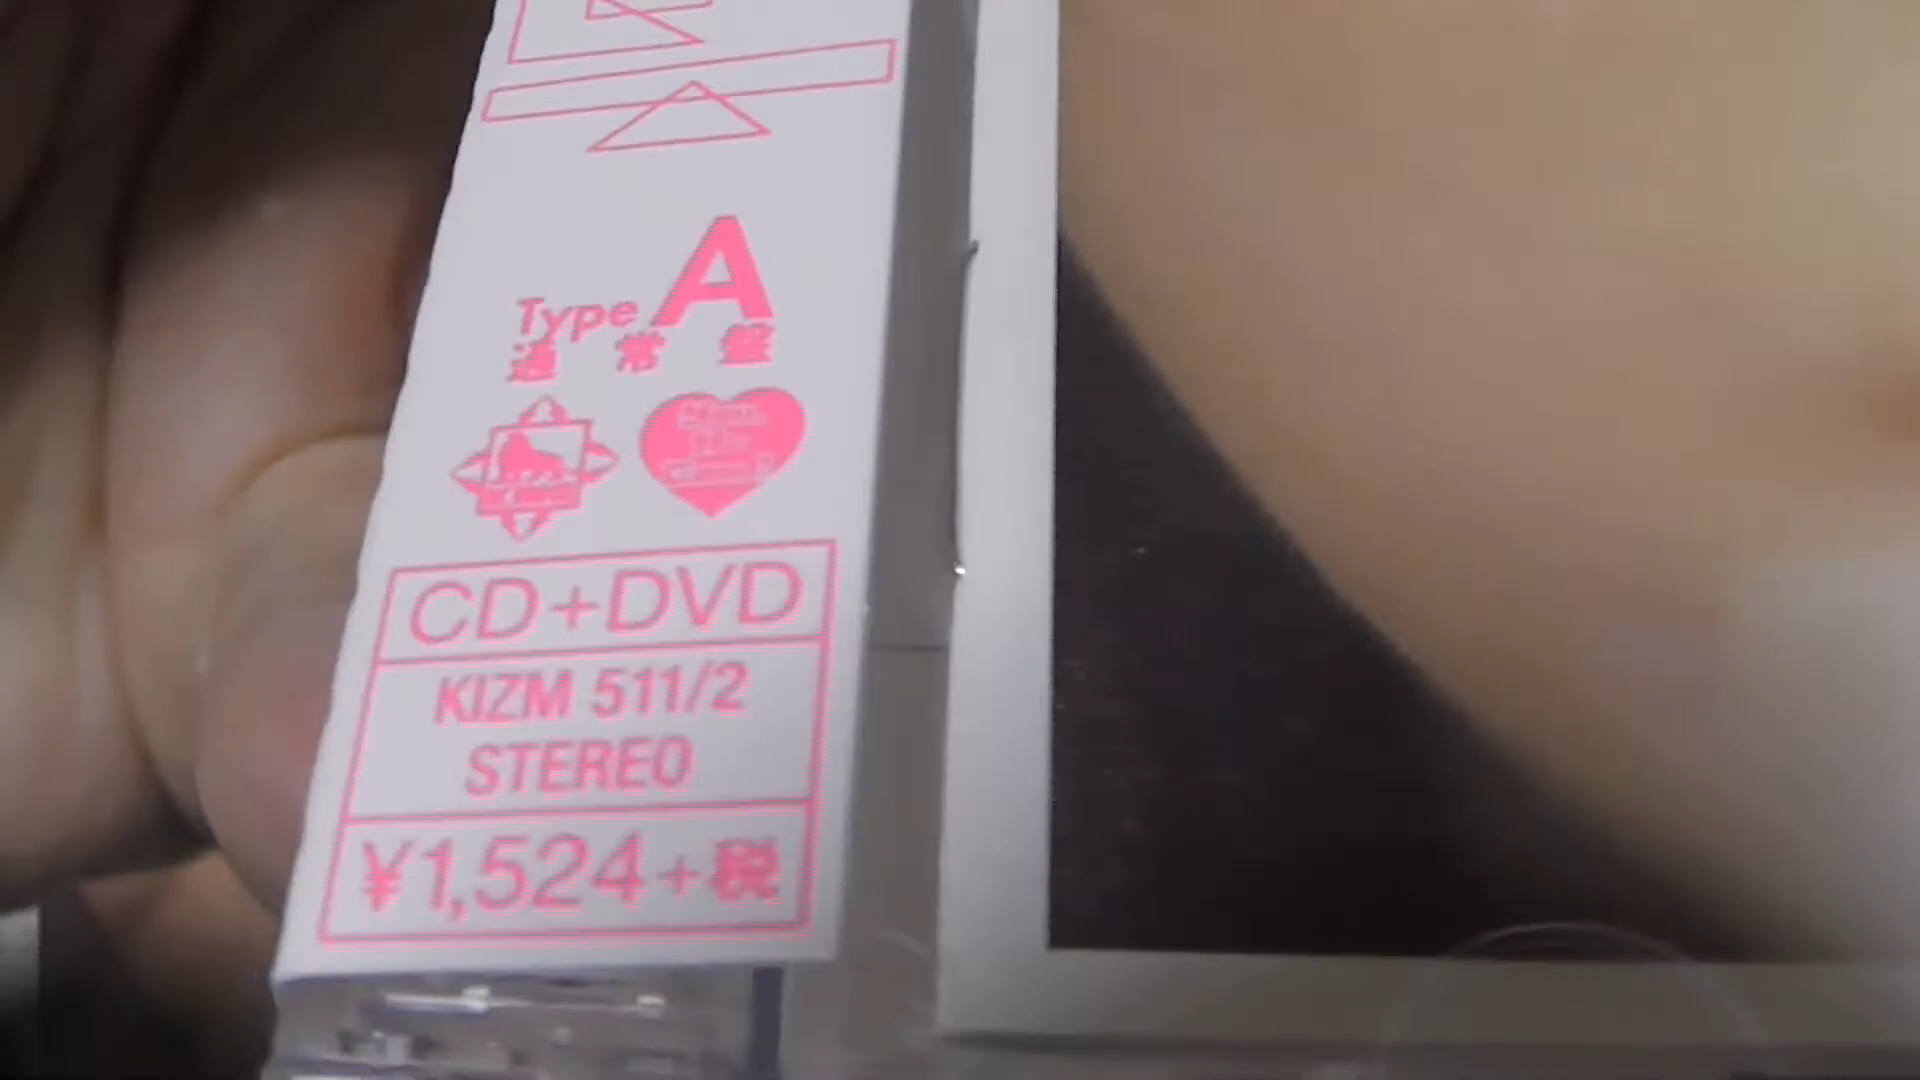 Type A
通常盤
CD+DVD
KIZM 511/2
STEREO
¥1,524+税